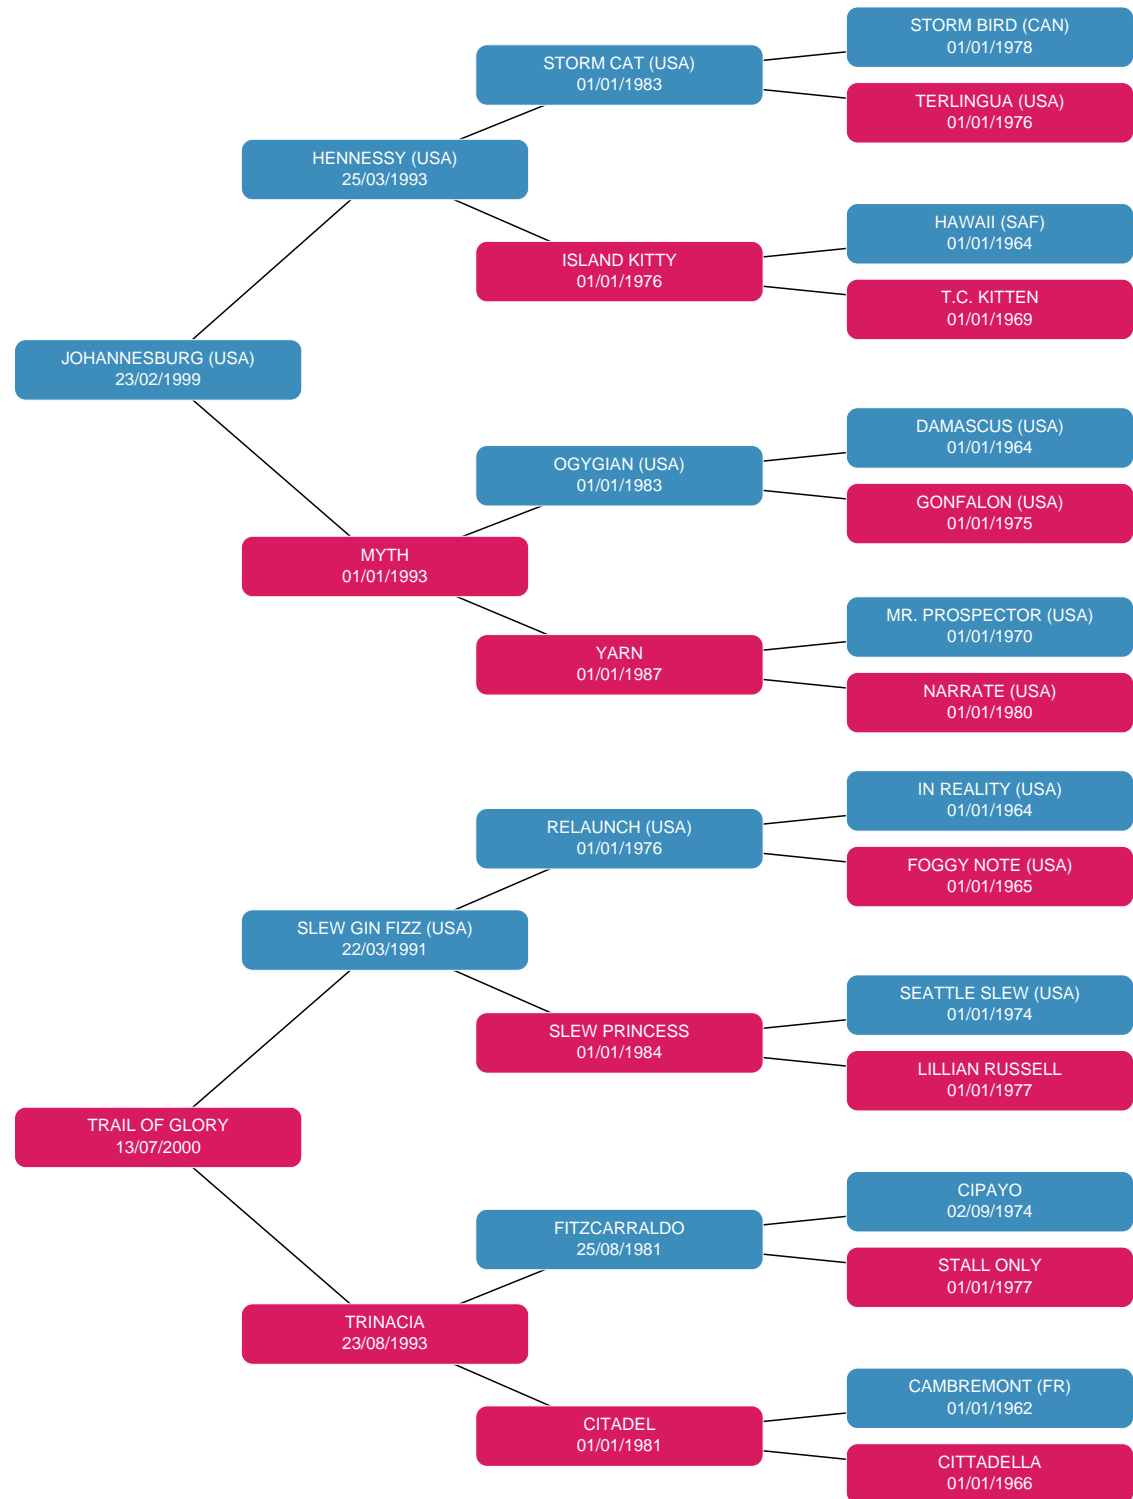 STORM BIRD (CAN)
01/01/1978
STORM CAT (USA)
01/01/1983
TERLINGUA (USA)
01/01/1976
HENNESSY (USA)
25/03/1993
HAWAII (SAF)
01/01/1964
ISLAND KITTY
01/01/1976
T.C. KITTEN
01/01/1969
JOHANNESBURG (USA)
23/02/1999
DAMASCUS (USA)
01/01/1964
OGYGIAN (USA)
01/01/1983
GONFALON (USA)
01/01/1975
MYTH
01/01/1993
MR. PROSPECTOR (USA)
01/01/1970
YARN
01/01/1987
NARRATE (USA)
01/01/1980
IN REALITY (USA)
01/01/1964
RELAUNCH (USA)
01/01/1976
FOGGY NOTE (USA)
01/01/1965
SLEW GIN FIZZ (USA)
22/03/1991
SEATTLE SLEW (USA)
01/01/1974
SLEW PRINCESS
01/01/1984
LILLIAN RUSSELL
01/01/1977
TRAIL OF GLORY
13/07/2000
CIPAYO
02/09/1974
FITZCARRALDO
25/08/1981
STALL ONLY
01/01/1977
TRINACIA
23/08/1993
CAMBREMONT (FR)
01/01/1962
CITADEL
01/01/1981
CITTADELLA
01/01/1966